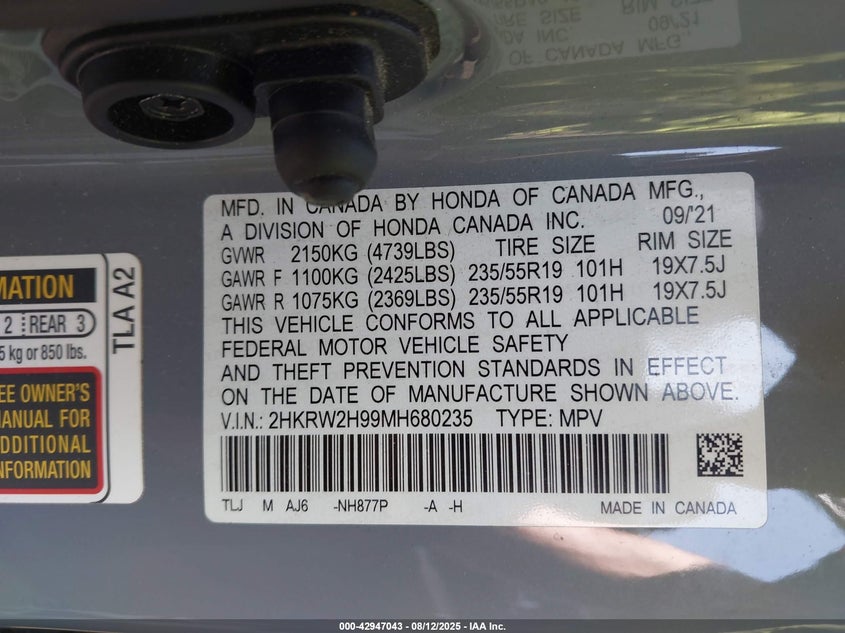 MFD. IN CANADA BY HONDA OF CANADA MFG.,
A DIVISION OF HONDA CANADA INC. 09/'21
GVWR 2150KG (4739LBS) TIRE SIZE RIM SIZE
GAWR F 1100KG (2425LBS) 235/55R19 101H 19X7.5J
GAWR R 1075KG (2369LBS) 235/55R19 101H 19X7.5J
THIS VEHICLE CONFORMS TO ALL APPLICABLE
FEDERAL MOTOR VEHICLE SAFETY
AND THEFT PREVENTION STANDARDS IN EFFECT
ON THE DATE OF MANUFACTURE SHOWN ABOVE.
V.I.N.: 2HKRW2H99MH680235 TYPE: MPV
TLJ M AJ6 -NH877P -A -H MADE IN CANADA
MATION
2 REAR 3
5 kg or 850 lbs.
EE OWNER'S
MANUAL FOR
ADDITIONAL
INFORMATION
TLA A2
000-42947043 - 08/12/2025 - IAA Inc.